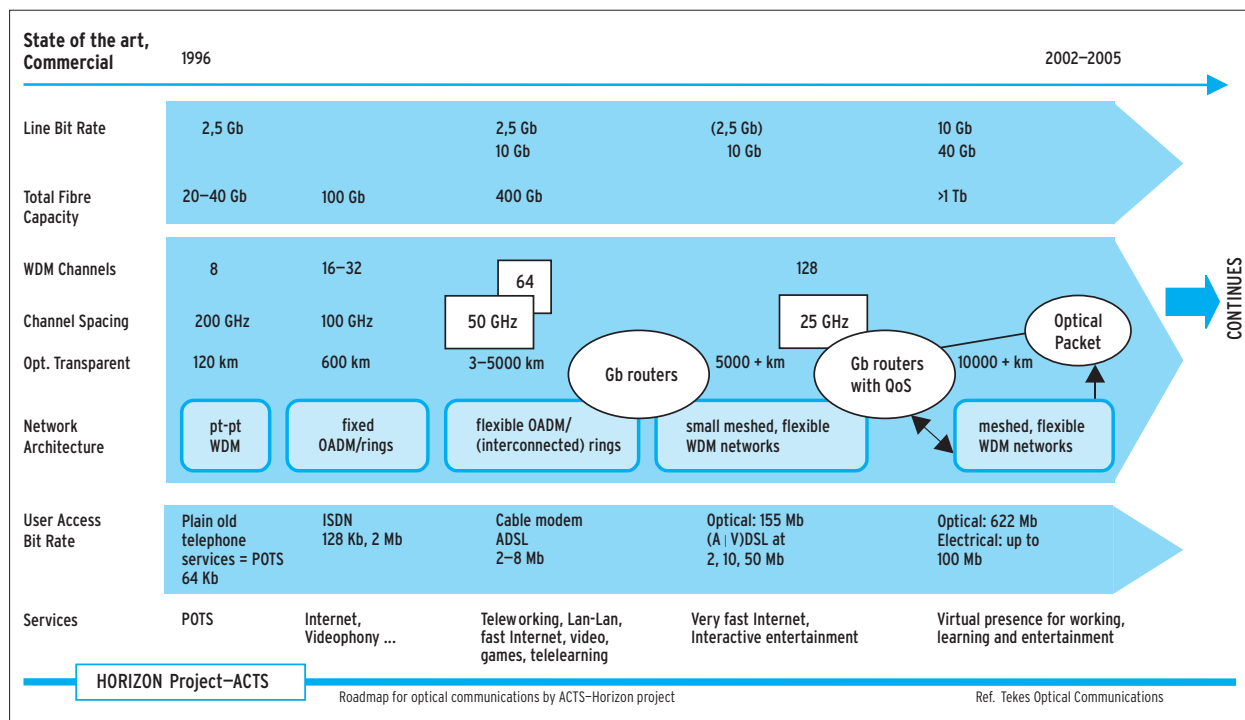 State of the art,
Commercial
1996
2002–2005
Line Bit Rate
2,5 Gb
2,5 Gb
10 Gb
(2,5 Gb)
10 Gb
10 Gb
40 Gb
Total Fibre
Capacity
20–40 Gb
100 Gb
400 Gb
>1 Tb
WDM Channels
8
16–32
64
128
Channel Spacing
200 GHz
100 GHz
50 GHz
25 GHz
Optical
Packet
CONTINUES
Opt. Transparent
120 km
600 km
3–5000 km
Gb routers
5000 + km
Gb routers
with QoS
10000 + km
Network
Architecture
pt-pt
WDM
fixed
OADM/rings
flexible OADM/
(interconnected) rings
small meshed, flexible
WDM networks
meshed, flexible
WDM networks
User Access
Bit Rate
Plain old
telephone
services = POTS
64 Kb
ISDN
128 Kb, 2 Mb
Cable modem
ADSL
2–8 Mb
Optical: 155 Mb
(A|V)DSL at
2, 10, 50 Mb
Optical: 622 Mb
Electrical: up to
100 Mb
Services
POTS
Internet,
Videophony ...
Teleworking, Lan-Lan,
fast Internet, video,
games, telelearning
Very fast Internet,
Interactive entertainment
Virtual presence for working,
learning and entertainment
HORIZON Project–ACTS
Roadmap for optical communications by ACTS–Horizon project
Ref. Tekes Optical Communications